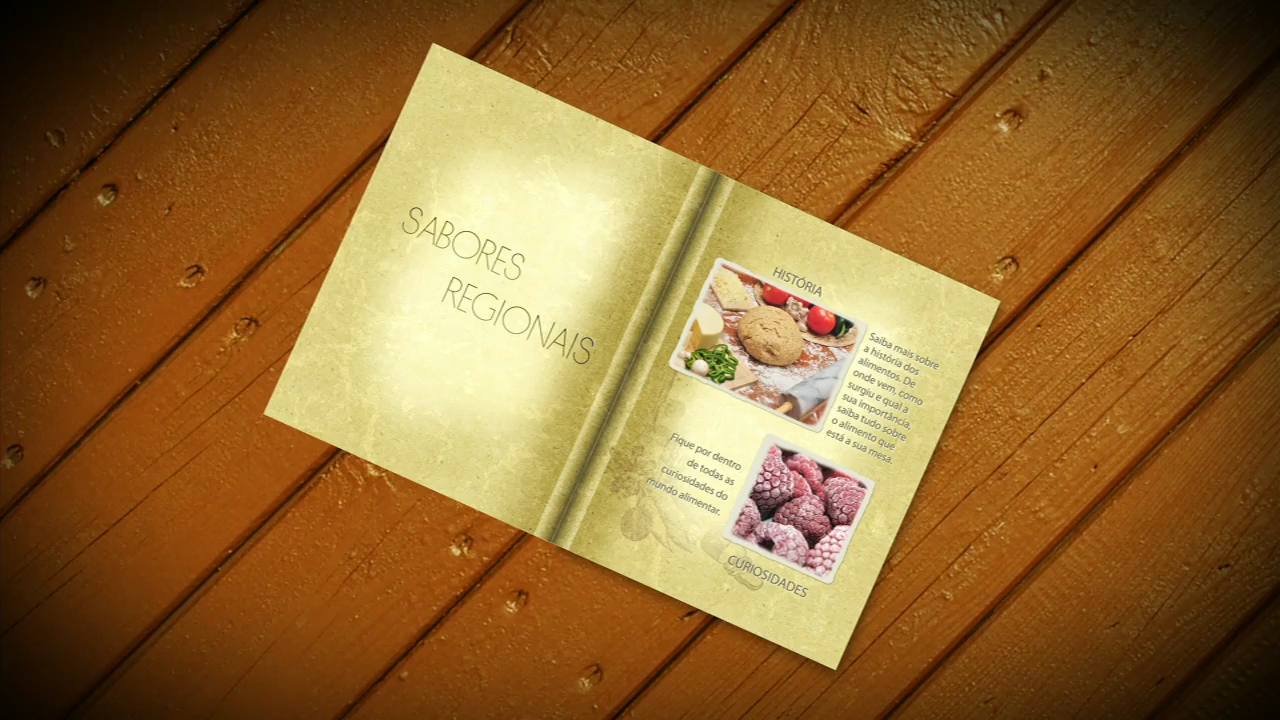 SABORES
REGIONAIS
HISTÓRIA
Saiba mais sobre
a história dos
alimentos. De
onde vem, como
surgiu e qual a
sua importância,
saiba tudo sobre
o alimento que
está a sua mesa.
Fique por dentro
de todas as
curiosidades do
mundo alimentar.
CURIOSIDADES